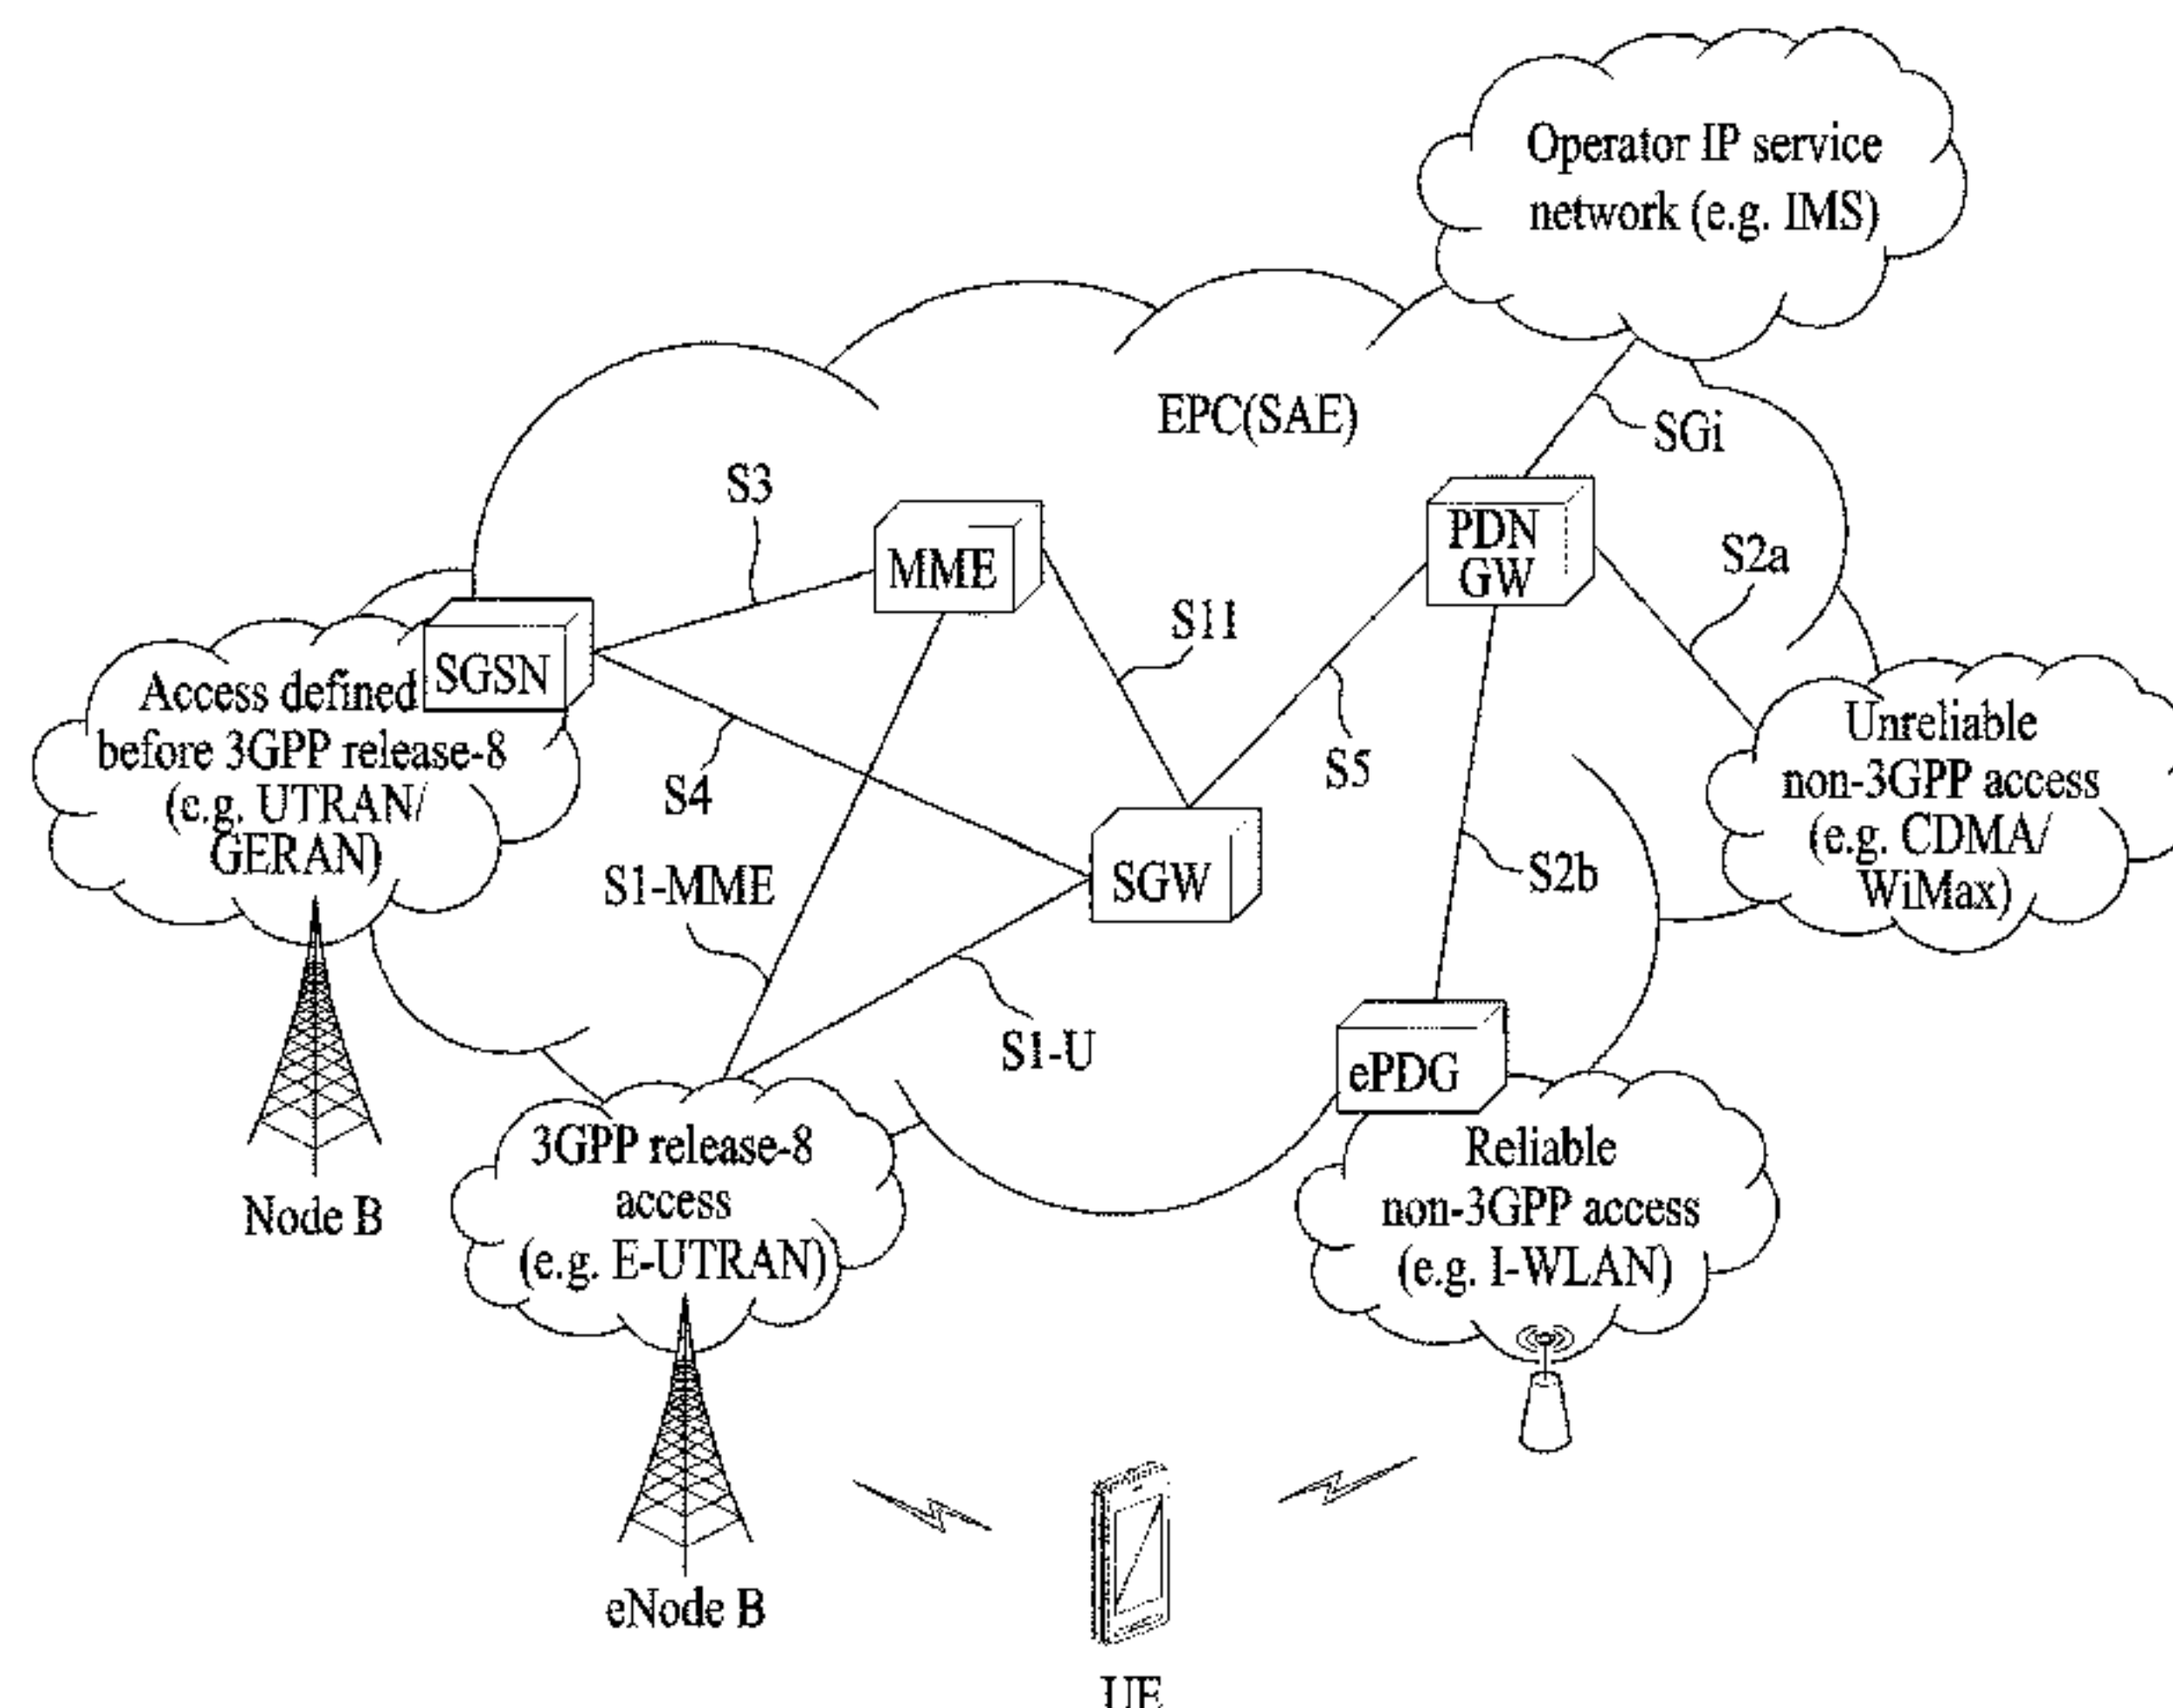 Operator IP service
network (e.g. IMS)
EPC(SAE)
SGi
S3
MME
PDN
GW
S2a
S11
SGSN
Access defined
before 3GPP release-8
(e.g. UTRAN/
GERAN)
S4
S5
Unreliable
non-3GPP access
(e.g. CDMA/
WiMax)
S1-MME
SGW
S2b
S1-U
ePDG
Node B
3GPP release-8
access
(e.g. E-UTRAN)
Reliable
non-3GPP access
(e.g. I-WLAN)
eNode B
UE